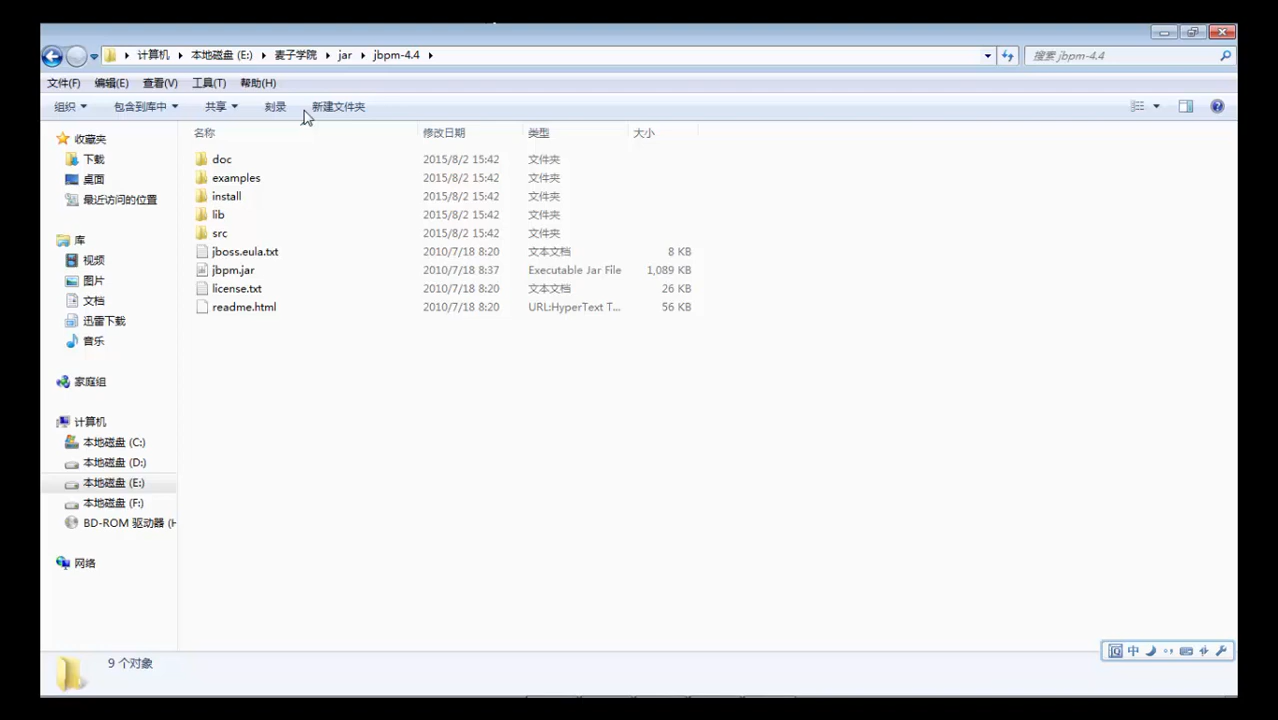 计算机 本地磁盘 (E:) 麦子学院 jar jbpm-4.4
搜索 jbpm-4.4
文件(F) 编辑(E) 查看(V) 工具(T) 帮助(H)
组织 包含到库中 共享 刻录 新建文件夹
名称 修改日期 类型 大小
收藏夹
下载
桌面
最近访问的位置
库
视频
图片
文档
迅雷下载
音乐
家庭组
计算机
本地磁盘 (C:)
本地磁盘 (D:)
本地磁盘 (E:)
本地磁盘 (F:)
BD-ROM 驱动器 (H
网络
doc 2015/8/2 15:42 文件夹
examples 2015/8/2 15:42 文件夹
install 2015/8/2 15:42 文件夹
lib 2015/8/2 15:42 文件夹
src 2015/8/2 15:42 文件夹
jboss.eula.txt 2010/7/18 8:20 文本文档 8 KB
jbpm.jar 2010/7/18 8:37 Executable Jar File 1,089 KB
license.txt 2010/7/18 8:20 文本文档 26 KB
readme.html 2010/7/18 8:20 URL:HyperText T... 56 KB
中
9 个对象